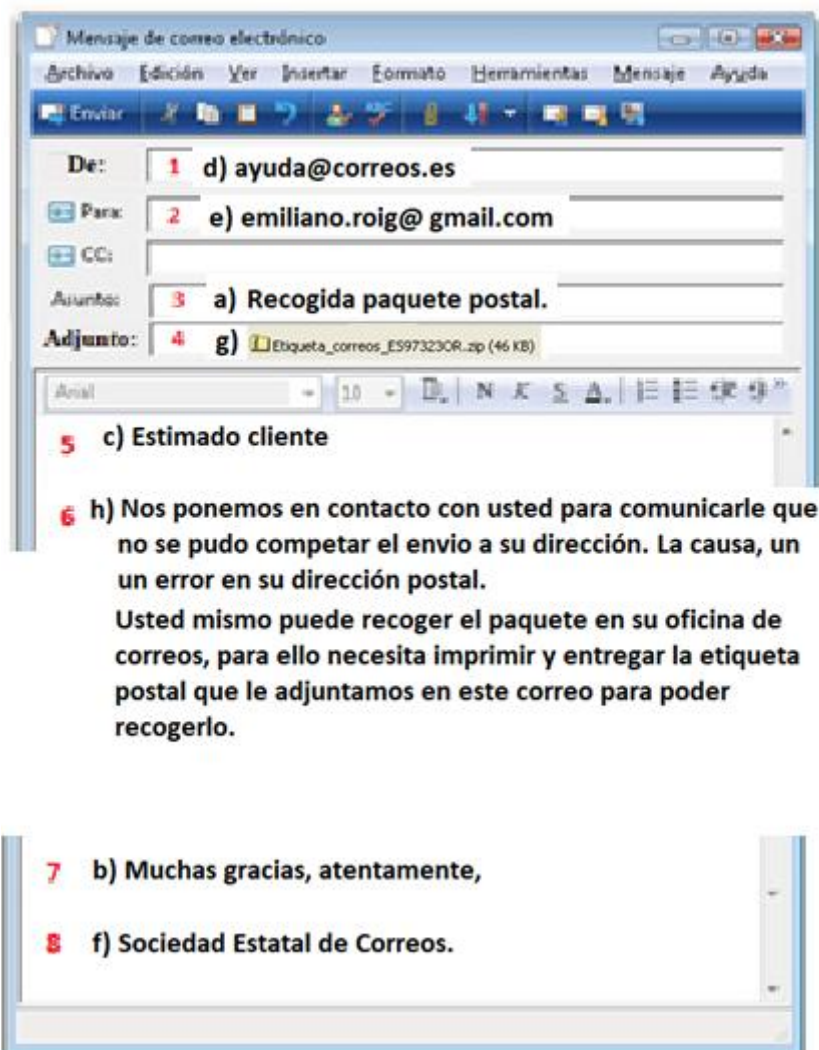 Mensaje de correo electrónico
Archivo Edición Ver Insertar Formato Herramientas Mensaje Ayuda
Enviar
De: 1 d) ayuda@correos.es
Para: 2 e) emiliano.roig@ gmail.com
CC:
Asunto: 3 a) Recogida paquete postal.
Adjunto: 4 g) Etiqueta_correos_ES97323OR.zip (46 KB)
Arial 10 N K S A
5 c) Estimado cliente
6 h) Nos ponemos en contacto con usted para comunicarle que
no se pudo competar el envio a su dirección. La causa, un
un error en su dirección postal.
Usted mismo puede recoger el paquete en su oficina de
correos, para ello necesita imprimir y entregar la etiqueta
postal que le adjuntamos en este correo para poder
recogerlo.
7 b) Muchas gracias, atentamente,
8 f) Sociedad Estatal de Correos.